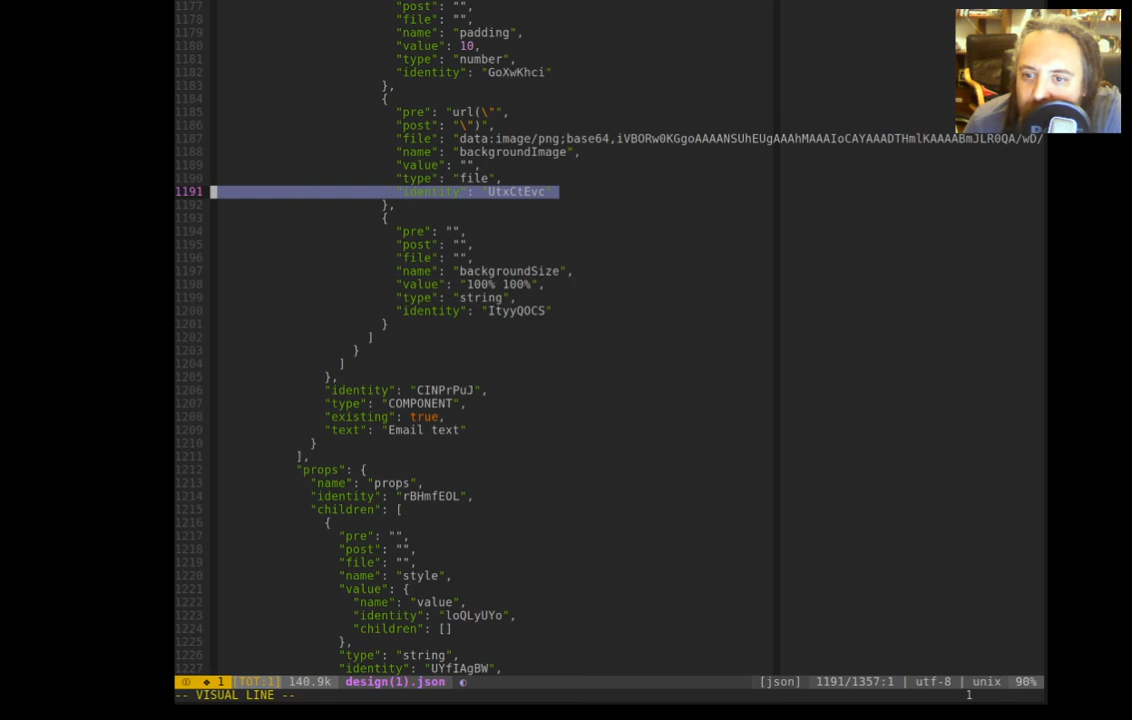 1177 "post": "",
1178 "file": "",
1179 "name": "padding",
1180 "value": 10,
1181 "type": "number",
1182 "identity": "GoXwKhci"
1183 },
1184 {
1185 "pre": "url(\"",
1186 "post": "\")",
1187 "file": "data:image/png;base64,iVBORw0KGgoAAAANSUhEUgAAAhMAAAIoCAYAAADTHmlKAAAABmJLR0QA/wD/
1188 "name": "backgroundImage",
1189 "value": "",
1190 "type": "file",
1191 "identity": "UtxCtEvc"
1192 },
1193 {
1194 "pre": "",
1195 "post": "",
1196 "file": "",
1197 "name": "backgroundSize",
1198 "value": "100% 100%",
1199 "type": "string",
1200 "identity": "ItyyQOCS"
1201 }
1202 ]
1203 }
1204 ]
1205 },
1206 "identity": "CINPrPuJ",
1207 "type": "COMPONENT",
1208 "existing": true,
1209 "text": "Email text"
1210 }
1211 ],
1212 "props": {
1213 "name": "props",
1214 "identity": "rBHmfEOL",
1215 "children": [
1216 {
1217 "pre": "",
1218 "post": "",
1219 "file": "",
1220 "name": "style",
1221 "value": {
1222 "name": "value",
1223 "identity": "loQLyUYo",
1224 "children": []
1225 },
1226 "type": "string",
1227 "identity": "UYfIAgBW",
① ❖ 1 [TOT:1] 140.9k design(1).json [json] 1191/1357:1 | utf-8 | unix 90%
-- VISUAL LINE -- 1